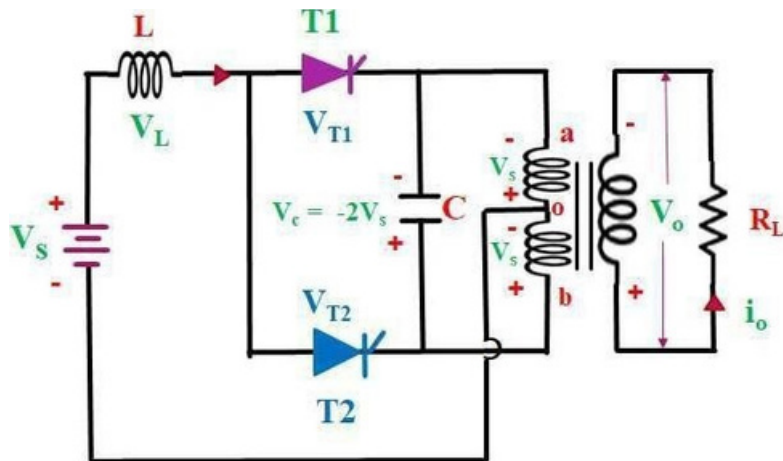 L
T1
V_L
V_T1
- a
V_s
+ o
-
V_s
+ b
-
V_c = -2V_s C
+
-
V_o
+
R_L
i_o
+
V_s
-
V_T2
T2